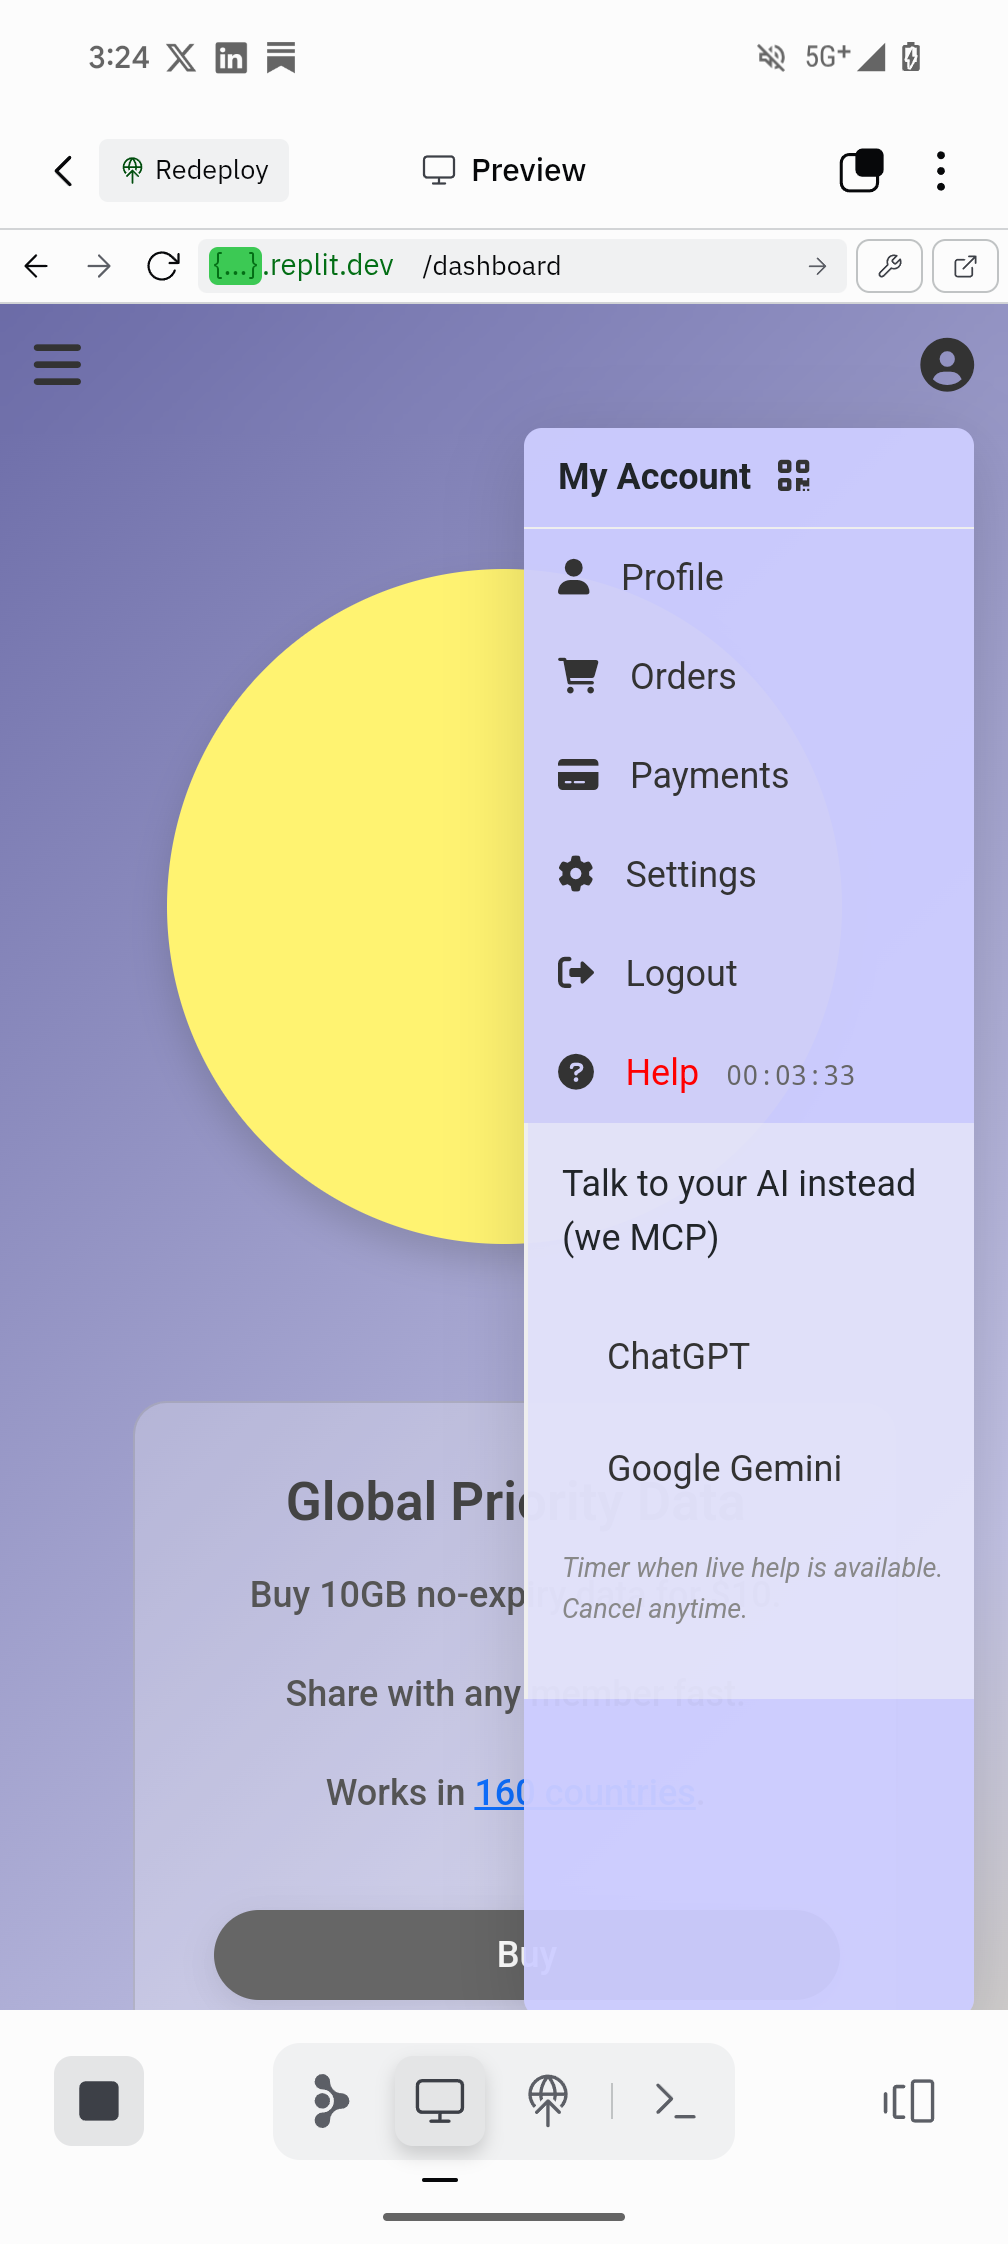 3:24
5G+
Redeploy
Preview
{...}.replit.dev /dashboard
My Account
Profile
Orders
Payments
Settings
Logout
Help 00:03:33
Talk to your AI instead
(we MCP)
ChatGPT
Google Gemini
Timer when live help is available.
Cancel anytime.
Global Priority Data
Buy 10GB no-expiry data for $10.
Share with any member fast.
Works in 160 countries.
Buy